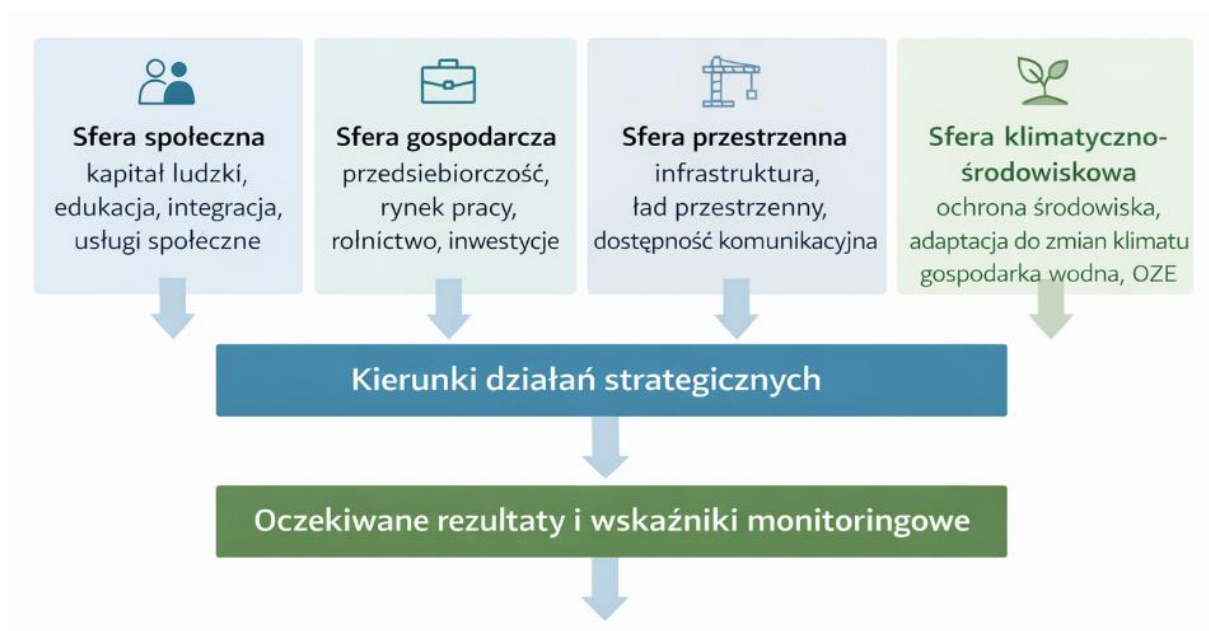 Sfera społeczna
kapitał ludzki,
edukacja, integracja,
usługi społeczne
Sfera gospodarcza
przedsiebiorczość,
rynek pracy,
rolníctwo, inwestycje
Sfera przestrzenna
infrastruktura,
ład przestrzenny,
dostępność komunikacyjna
Sfera klimatyczno-
środowiskowa
ochrona środowiska,
adaptacja do zmian klimatu
gospodarka wodna, OZE
Kierunki działań strategicznych
Oczekiwane rezultaty i wskaźniki monitoringowe